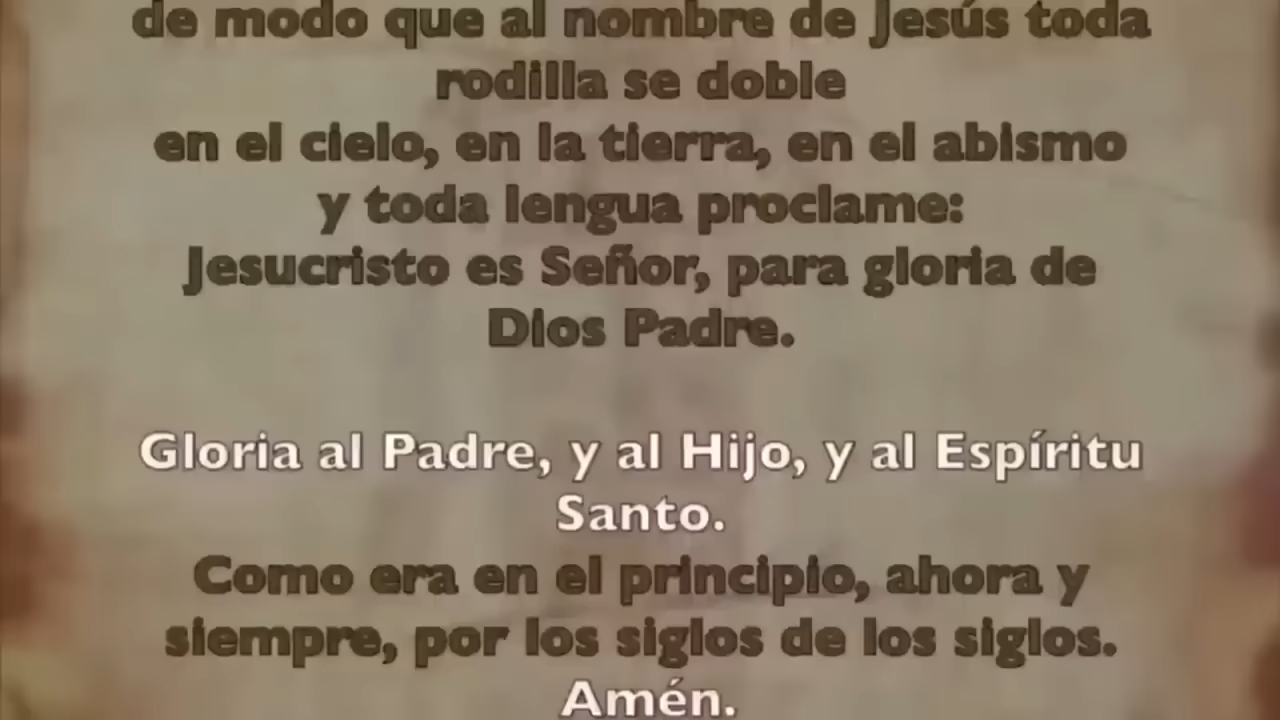 de modo que al nombre de Jesús toda
rodilla se doble
en el cielo, en la tierra, en el abismo
y toda lengua proclame:
Jesucristo es Señor, para gloria de
Dios Padre.
Gloria al Padre, y al Hijo, y al Espíritu
Santo.
Como era en el principio, ahora y
siempre, por los siglos de los siglos.
Amén.